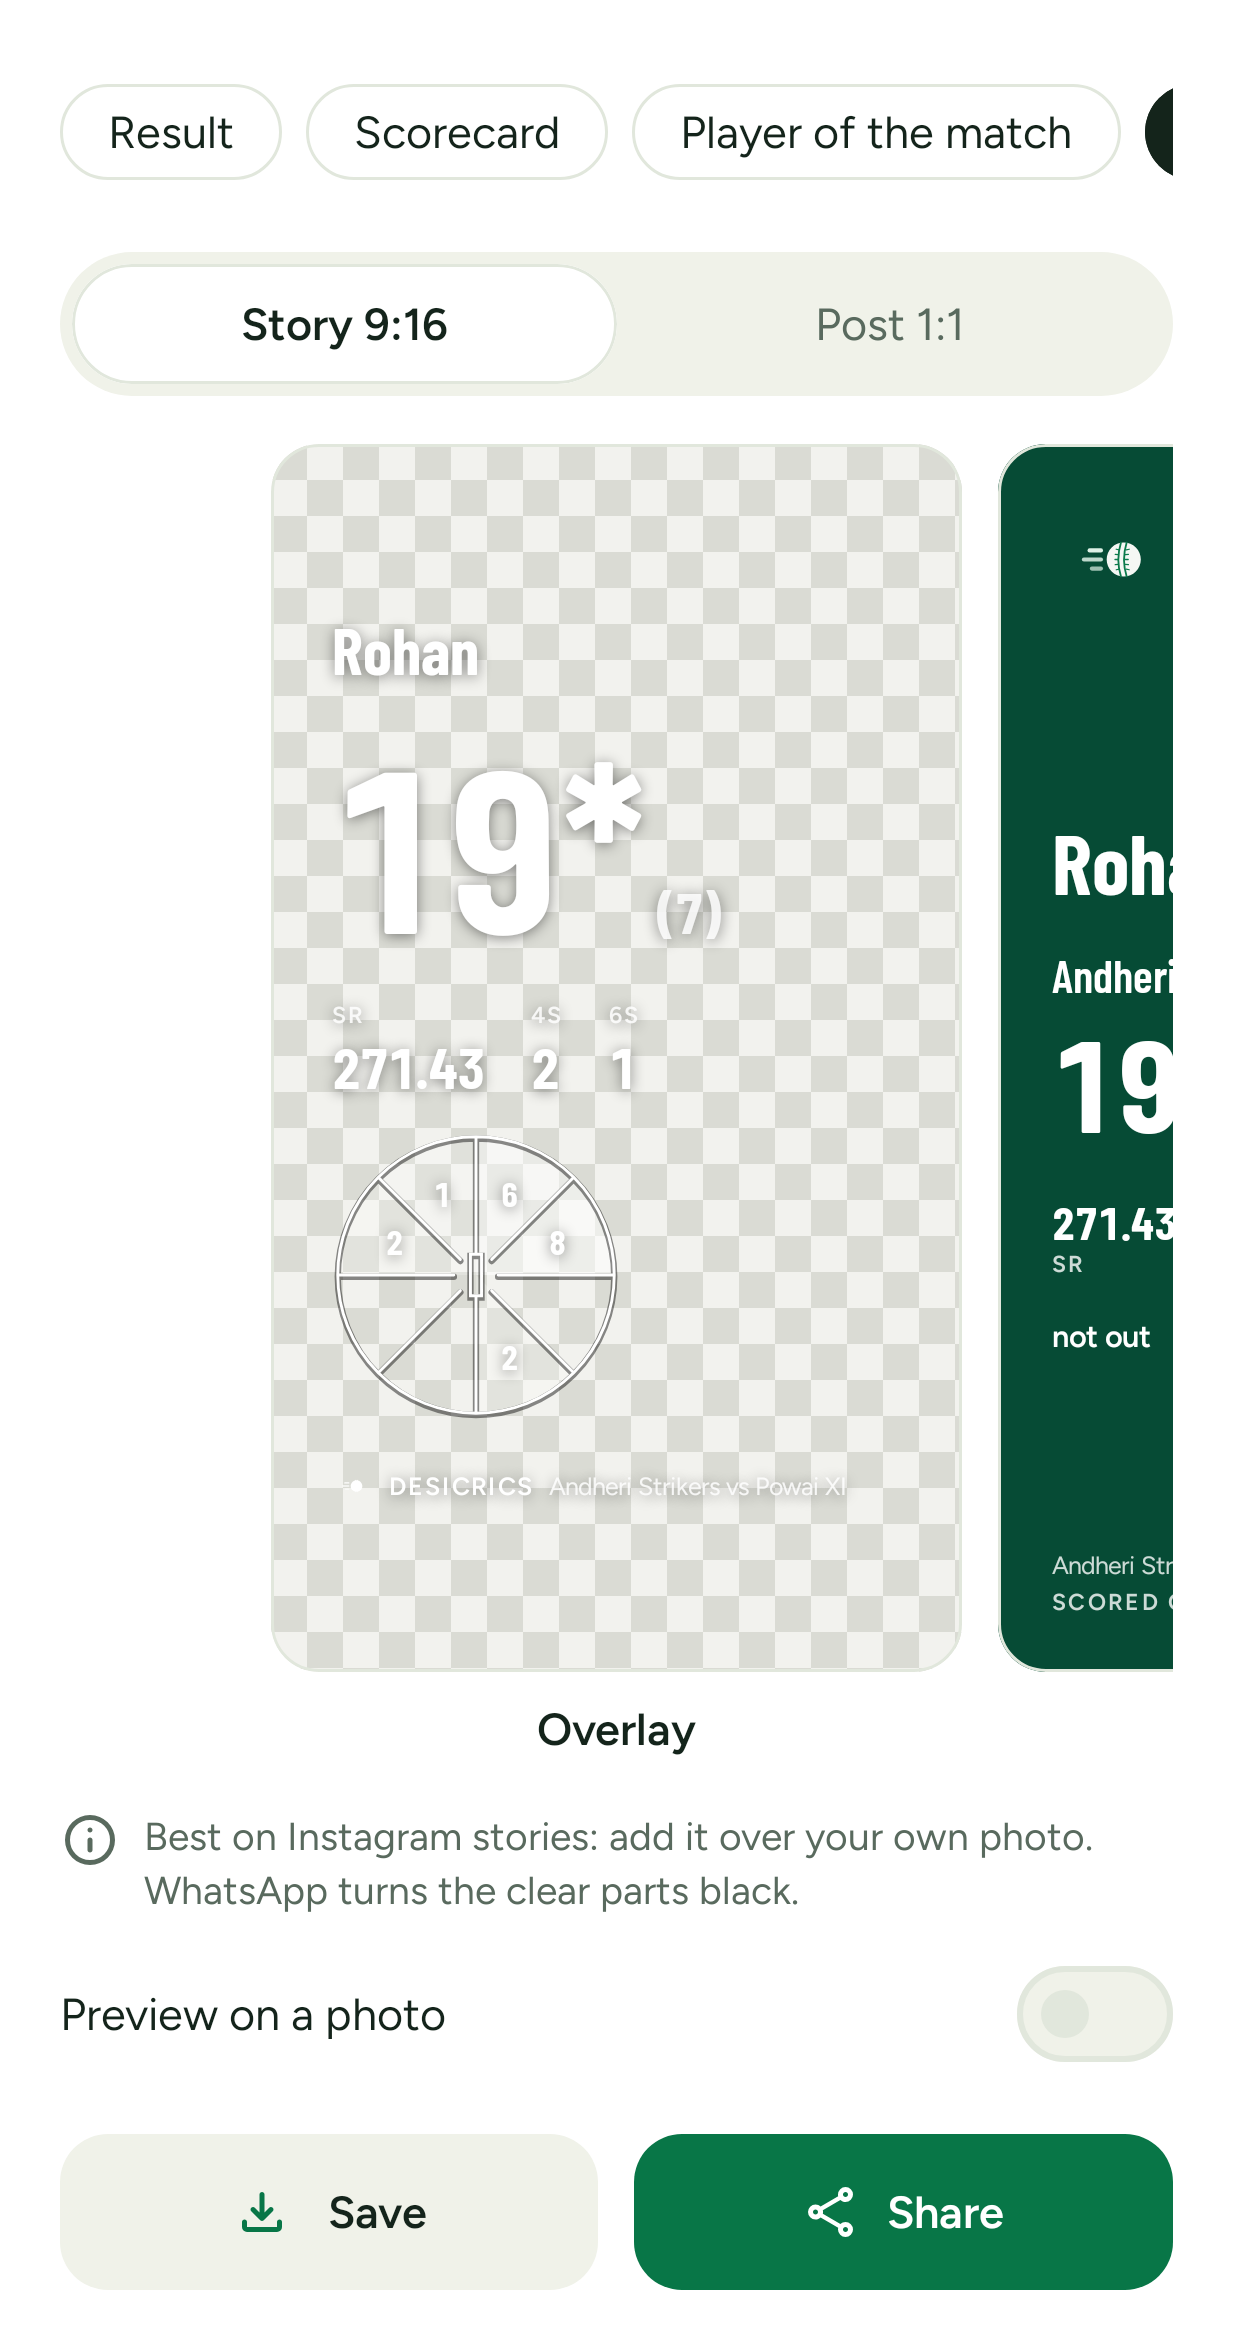 Result
Scorecard
Player of the match
Story 9:16
Post 1:1
Rohan
19*
(7)
SR 4S 6S
271.43 2 1
1 6
2 8
2
DESICRICS Andheri Strikers vs Powai XI
Andheri
19
271.43
SR
not out
Andheri
SCORED
Overlay
Best on Instagram stories: add it over your own photo.
WhatsApp turns the clear parts black.
Preview on a photo
Save
Share